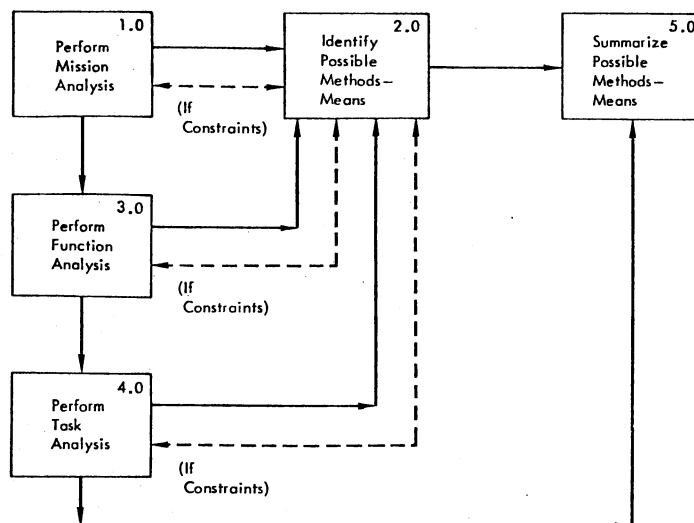 1.0
Perform
Mission
Analysis
2.0
Identify
Possible
Methods—
Means
5.0
Summarize
Possible
Methods—
Means
(If
Constraints)
3.0
Perform
Function
Analysis
(If
Constraints)
4.0
Perform
Task
Analysis
(If
Constraints)